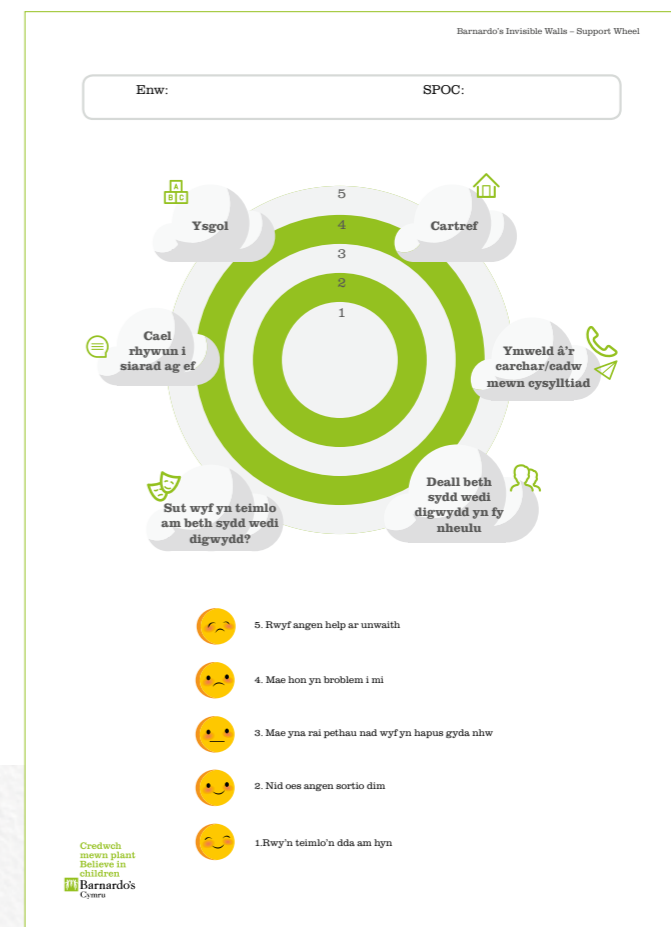 Barnardo's Invisible Walls – Support Wheel
Enw:
SPOC:
A
B C
Ysgol
Cartref
5
4
3
2
1
Cael
rhywun i
siarad ag ef
Ymweld â'r
carchar/cadw
mewn cysylltiad
Sut wyf yn teimlo
am beth sydd wedi
digwydd?
Deall beth
sydd wedi
digwydd yn fy
nheulu
5. Rwyf angen help ar unwaith
4. Mae hon yn broblem i mi
3. Mae yna rai pethau nad wyf yn hapus gyda nhw
2. Nid oes angen sortio dim
1.Rwy'n teimlo'n dda am hyn
Credwch
mewn plant
Believe in
children
Barnardo's
Cymru